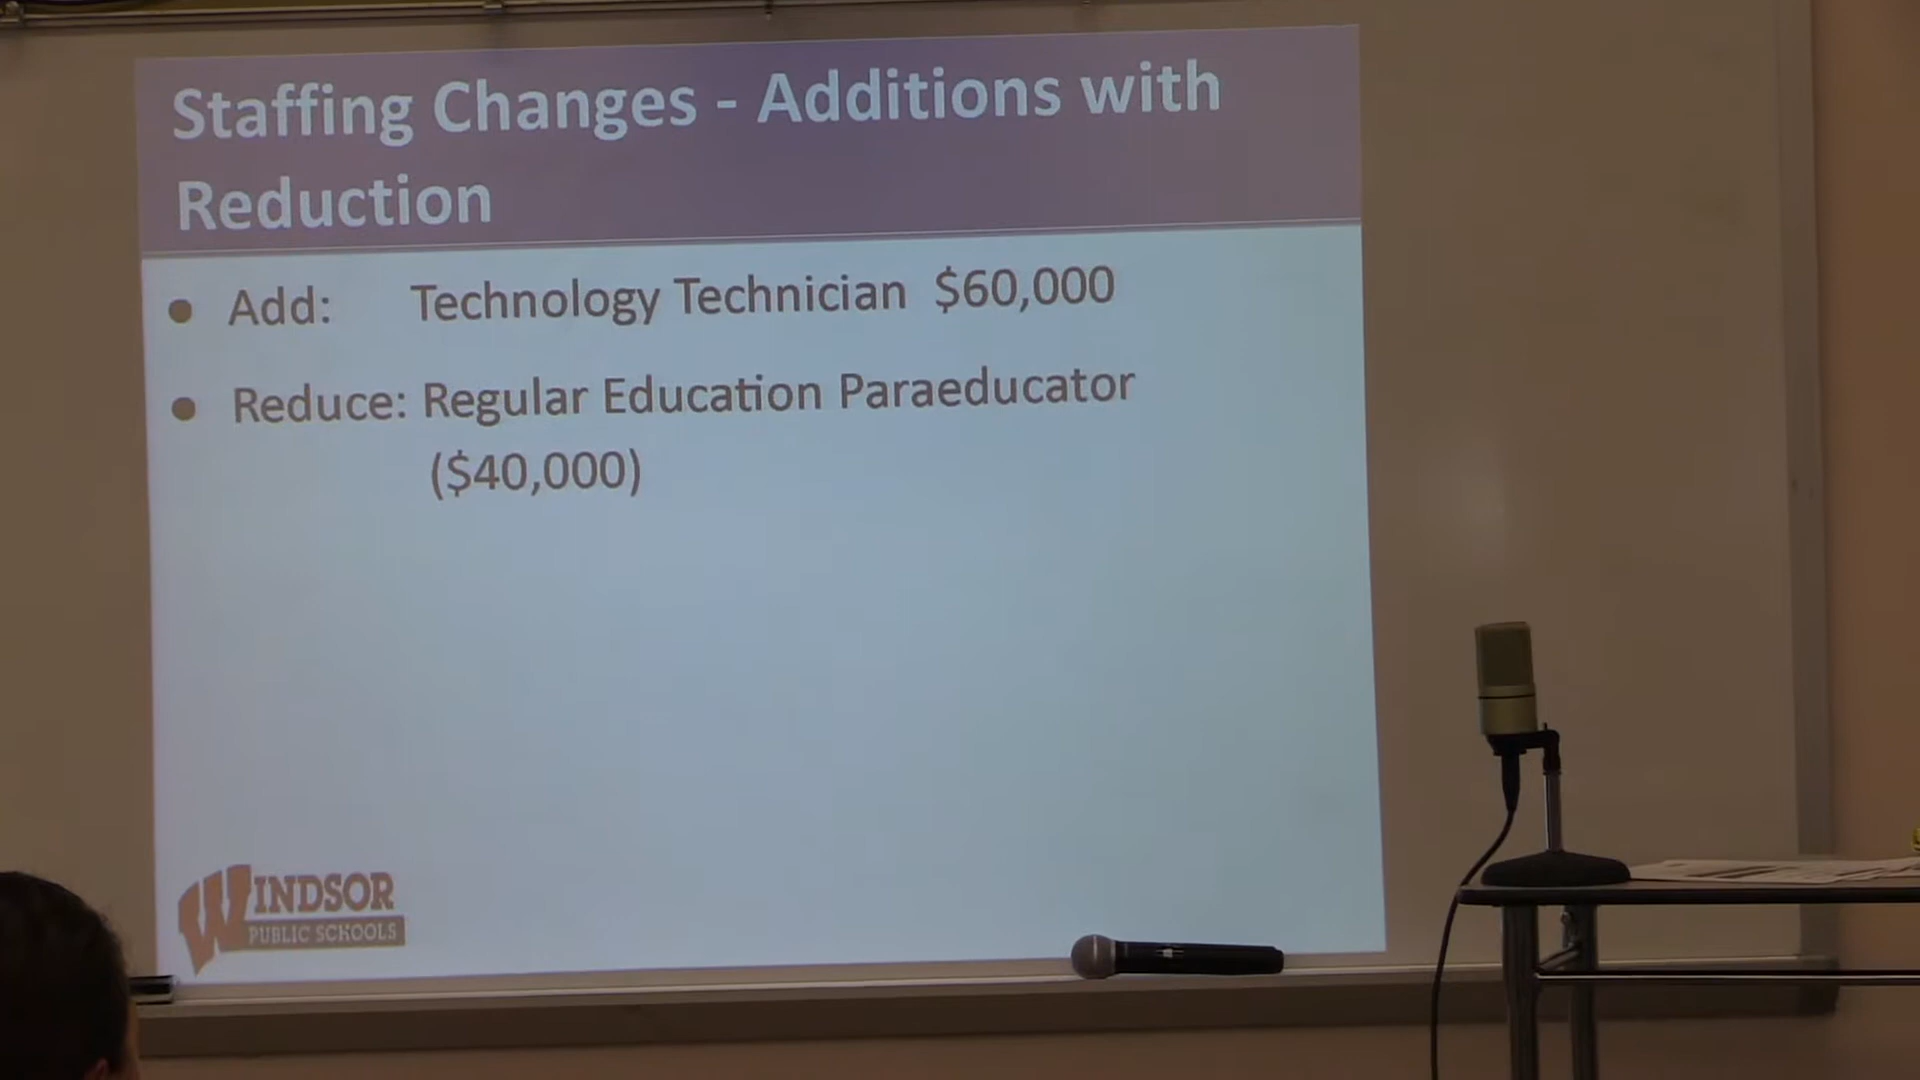 Staffing Changes - Additions with
Reduction
● Add: Technology Technician $60,000
● Reduce: Regular Education Paraeducator
($40,000)
WINDSOR
PUBLIC SCHOOLS